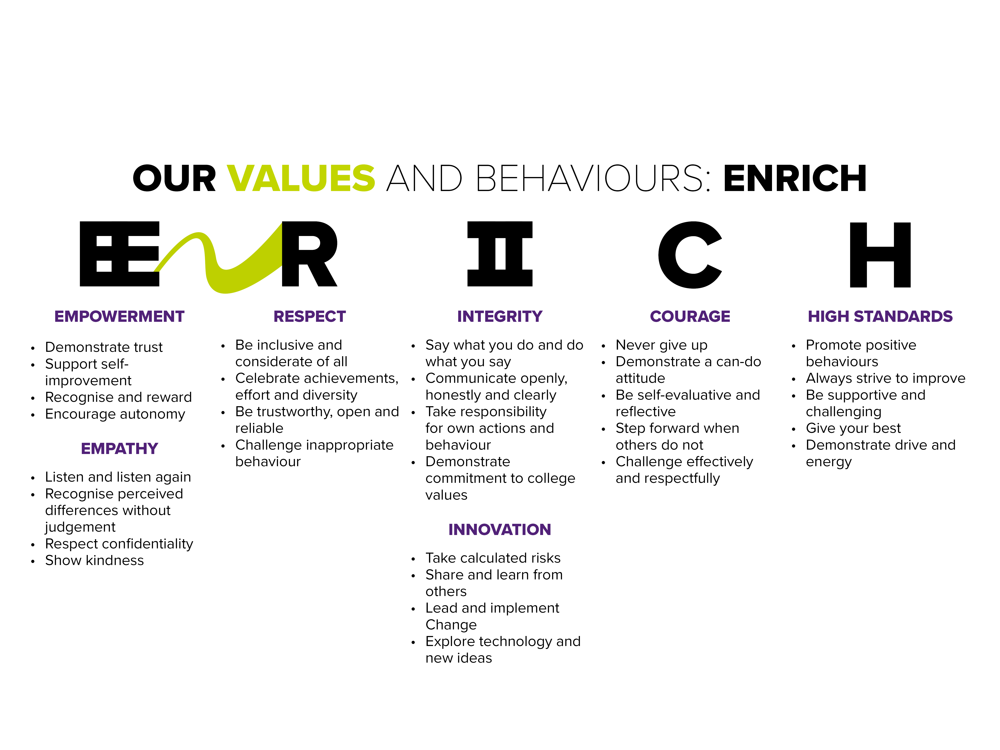 OUR VALUES AND BEHAVIOURS: ENRICH
EE R II C H
EMPOWERMENT
• Demonstrate trust
• Support self-
improvement
• Recognise and reward
• Encourage autonomy
EMPATHY
• Listen and listen again
• Recognise perceived
differences without
judgement
• Respect confidentiality
• Show kindness
RESPECT
• Be inclusive and
considerate of all
• Celebrate achievements,
effort and diversity
• Be trustworthy, open and
reliable
• Challenge inappropriate
behaviour
INTEGRITY
• Say what you do and do
what you say
• Communicate openly,
honestly and clearly
• Take responsibility
for own actions and
behaviour
• Demonstrate
commitment to college
values
INNOVATION
• Take calculated risks
• Share and learn from
others
• Lead and implement
Change
• Explore technology and
new ideas
COURAGE
• Never give up
• Demonstrate a can-do
attitude
• Be self-evaluative and
reflective
• Step forward when
others do not
• Challenge effectively
and respectfully
HIGH STANDARDS
• Promote positive
behaviours
• Always strive to improve
• Be supportive and
challenging
• Give your best
• Demonstrate drive and
energy